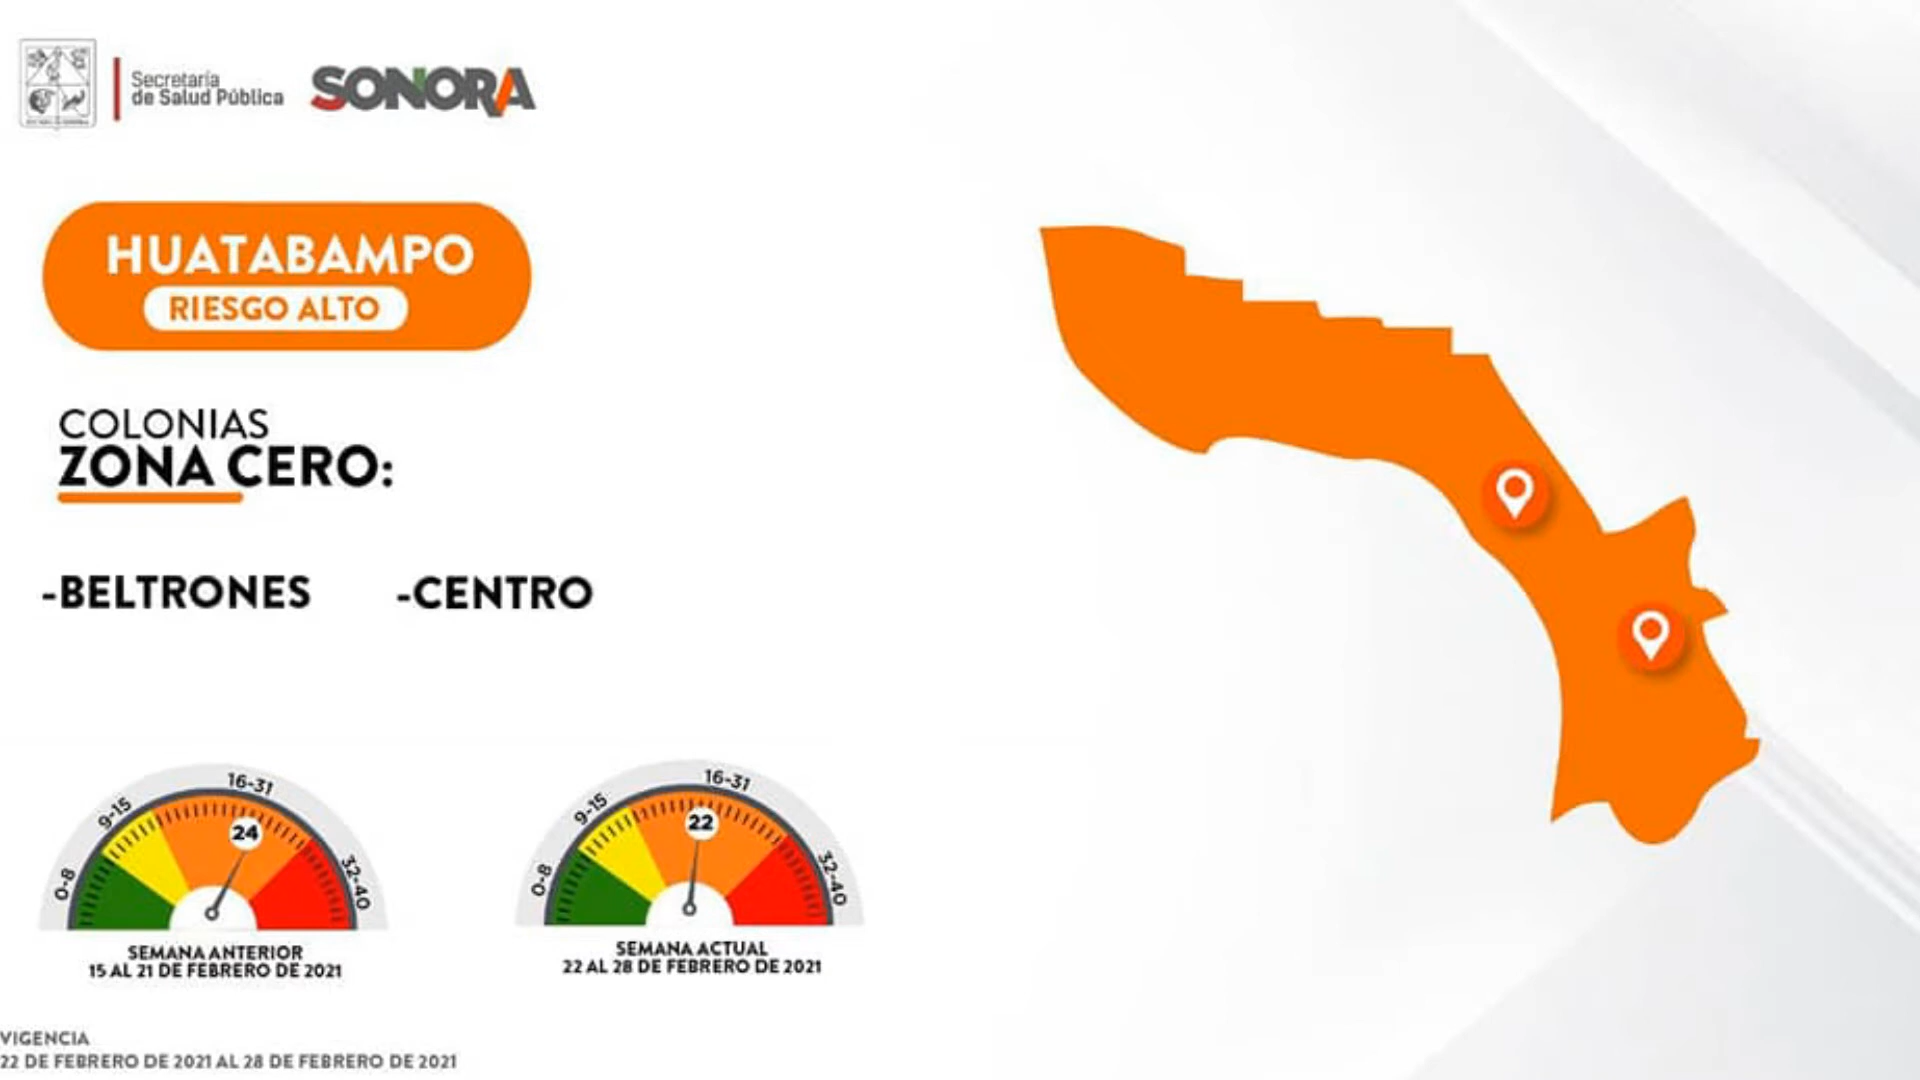 Secretaría
de Salud Pública
SONORA
HUATABAMPO
RIESGO ALTO
COLONIAS
ZONA CERO:
-BELTRONES
-CENTRO
0-8
9-15
16-31
32-40
24
SEMANA ANTERIOR
15 AL 21 DE FEBRERO DE 2021
0-8
9-15
16-31
32-40
22
SEMANA ACTUAL
22 AL 28 DE FEBRERO DE 2021
VIGENCIA
22 DE FEBRERO DE 2021 AL 28 DE FEBRERO DE 2021